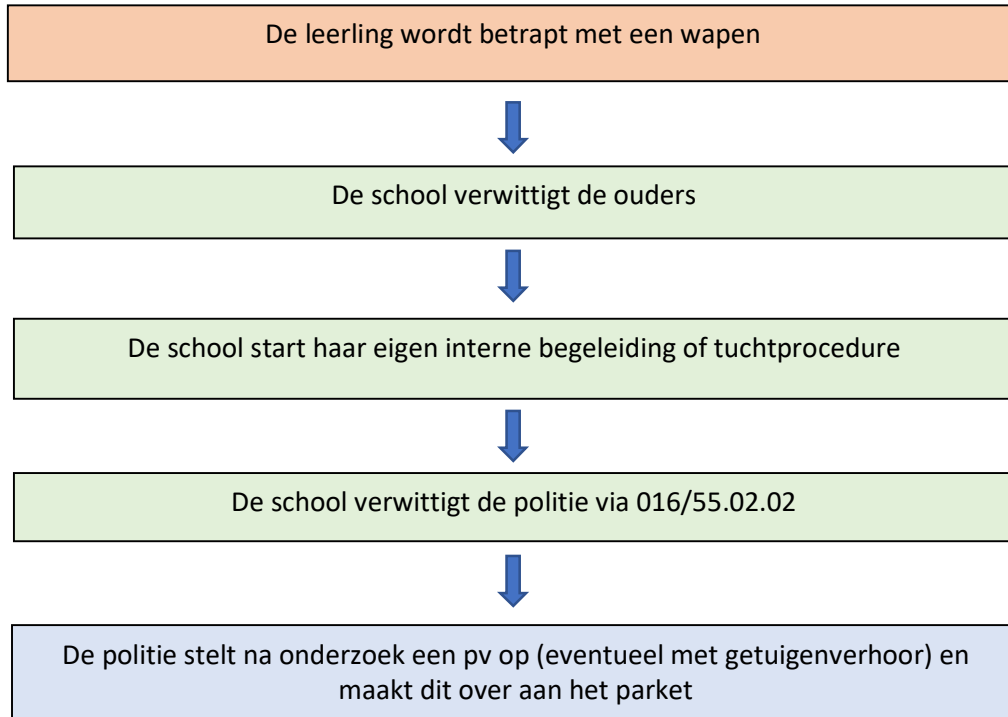 De leerling wordt betrapt met een wapen
De school verwittigt de ouders
De school start haar eigen interne begeleiding of tuchtprocedure
De school verwittigt de politie via 016/55.02.02
De politie stelt na onderzoek een pv op (eventueel met getuigenverhoor) en
maakt dit over aan het parket